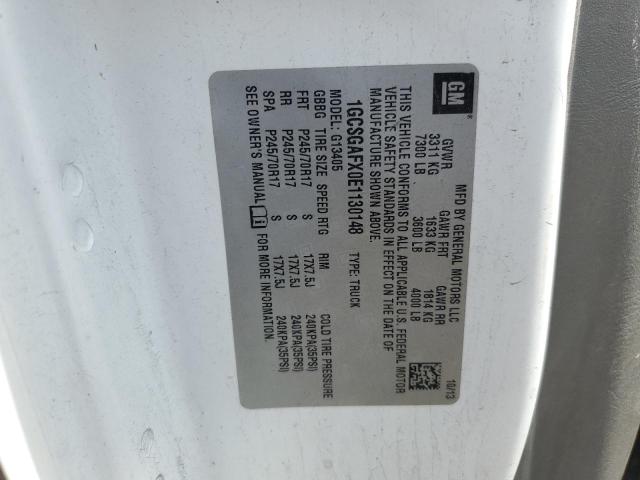 GM
®
MFD BY GENERAL MOTORS LLC
10/13
GVWR GAWR FRT GAWR RR
3311 KG 1633 KG 1814 KG
7300 LB 3600 LB 4000 LB
THIS VEHICLE CONFORMS TO ALL APPLICABLE U.S. FEDERAL MOTOR
VEHICLE SAFETY STANDARDS IN EFFECT ON THE DATE OF
MANUFACTURE SHOWN ABOVE.
1GCSGAFX0E1130148 TYPE: TRUCK
MODEL: G13405
GBBG TIRE SIZE SPEED RTG RIM COLD TIRE PRESSURE
FRT P245/70R17 S 17X7.5J 240KPA(35PSI)
RR P245/70R17 S 17X7.5J 240KPA(35PSI)
SPA P245/70R17 S 17X7.5J 240KPA(35PSI)
SEE OWNER'S MANUAL FOR MORE INFORMATION.